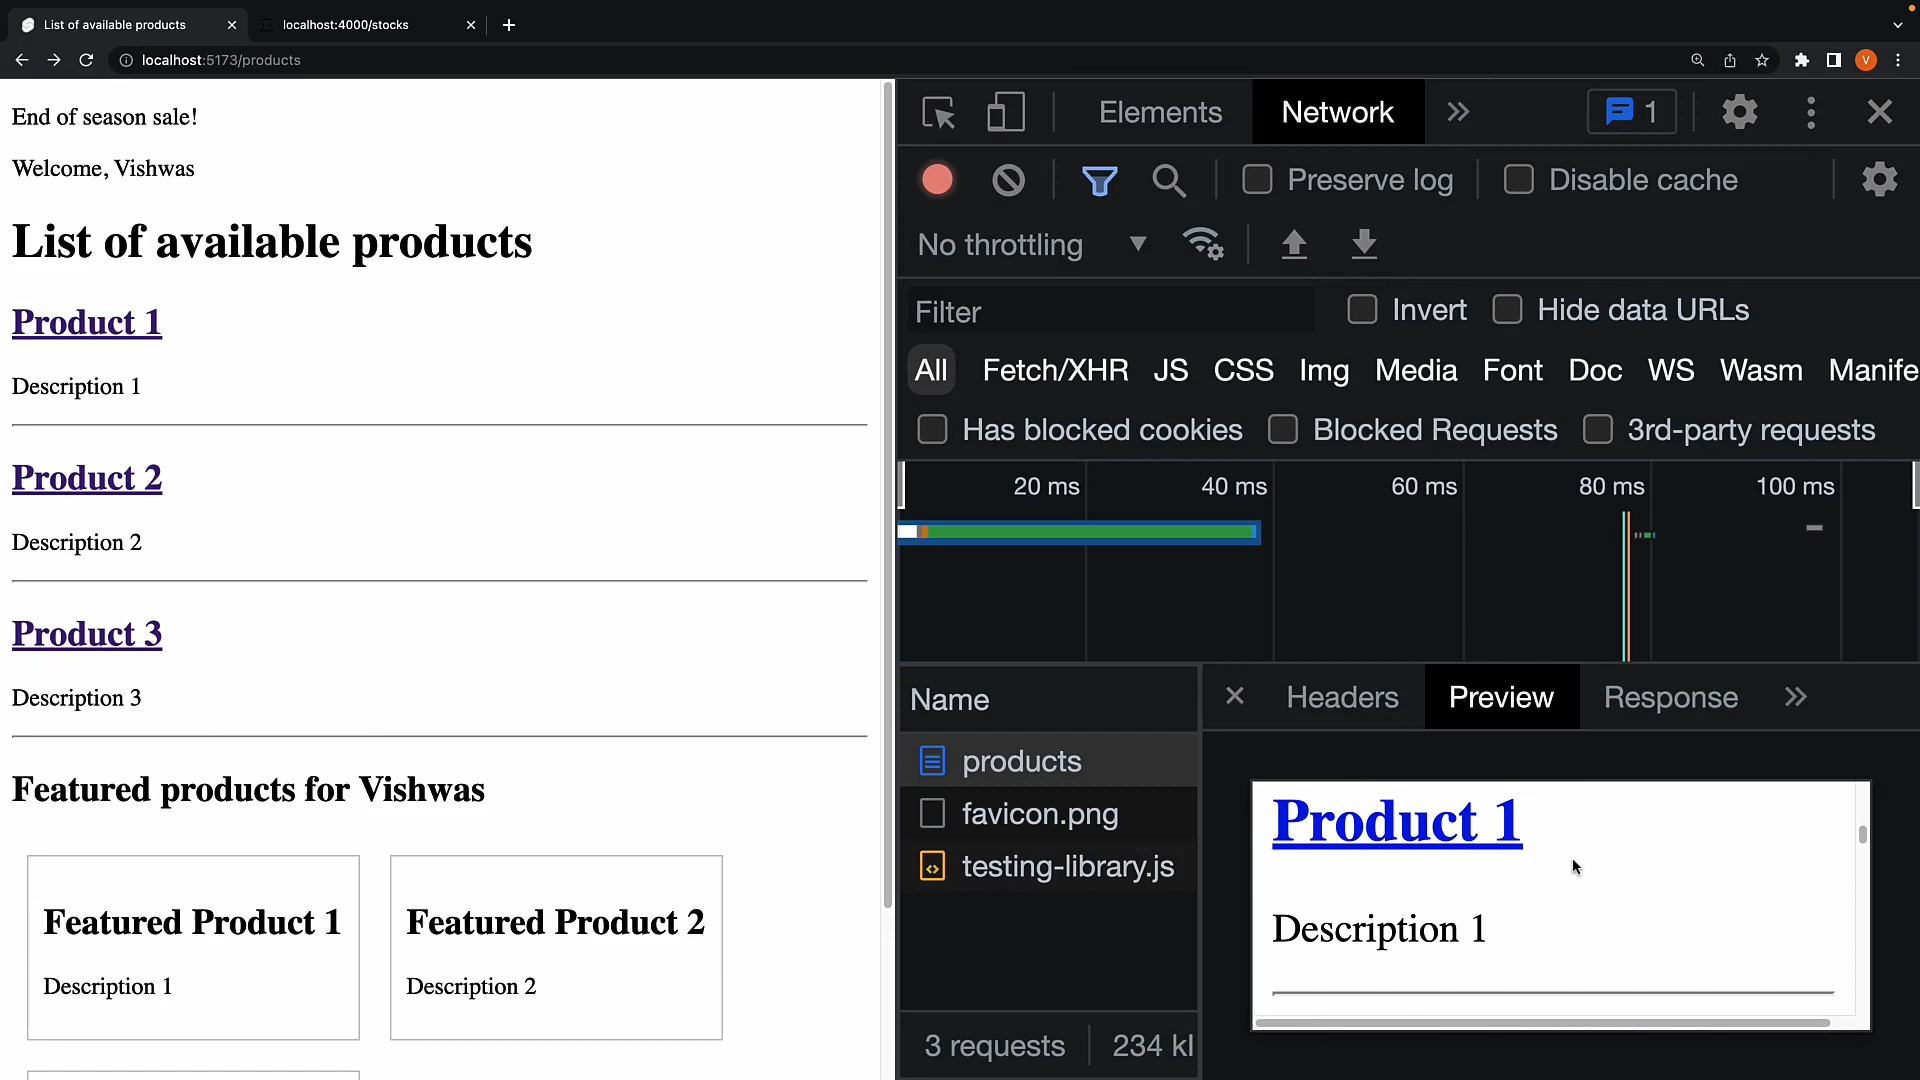 List of available products
localhost:4000/stocks
localhost:5173/products
V
End of season sale!
Welcome, Vishwas
List of available products
Product 1
Description 1
Product 2
Description 2
Product 3
Description 3
Featured products for Vishwas
Featured Product 1
Description 1
Featured Product 2
Description 2
Elements
Network
1
Preserve log
Disable cache
No throttling
Filter
Invert
Hide data URLs
All Fetch/XHR JS CSS Img Media Font Doc WS Wasm Manife
Has blocked cookies
Blocked Requests
3rd-party requests
20 ms 40 ms 60 ms 80 ms 100 ms
Name
products
favicon.png
testing-library.js
3 requests
234 k
Headers
Preview
Response
Product 1
Description 1